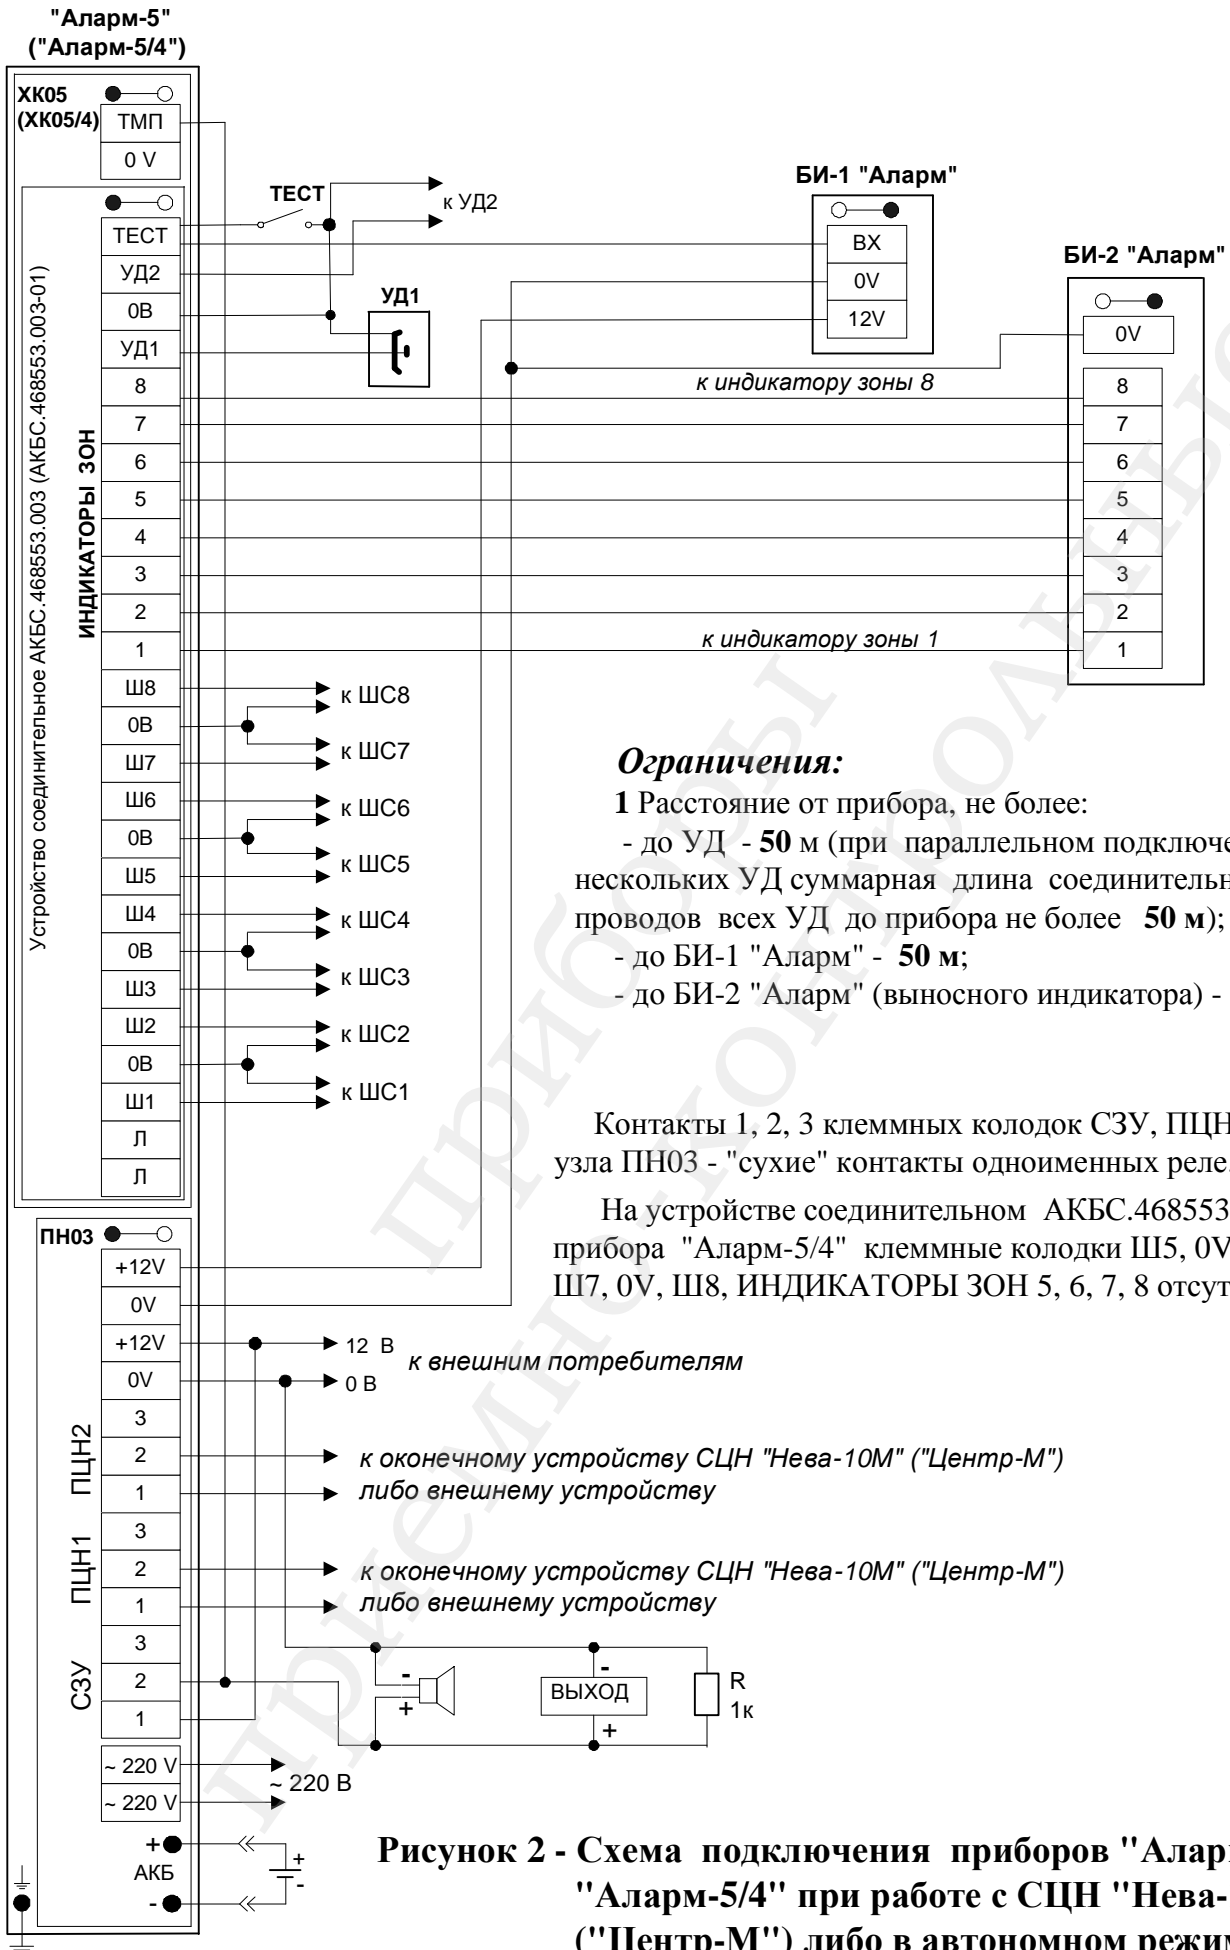 "Аларм-5"
("Аларм-5/4")
ХК05
(ХК05/4)
ТМП
0 V
Устройство соединительное АКБС.468553.003 (АКБС.468553.003-01)
ИНДИКАТОРЫ ЗОН
ТЕСТ
УД2
0В
УД1
8
7
6
5
4
3
2
1
Ш8
0В
Ш7
Ш6
0В
Ш5
Ш4
0В
Ш3
Ш2
0В
Ш1
Л
Л
ТЕСТ
к УД2
УД1
БИ-1 "Аларм"
ВХ
0V
12V
БИ-2 "Аларм"
0V
8
7
6
5
4
3
2
1
к индикатору зоны 8
к индикатору зоны 1
к ШС8
к ШС7
к ШС6
к ШС5
к ШС4
к ШС3
к ШС2
к ШС1
Ограничения:
1 Расстояние от прибора, не более:
- до УД - 50 м (при параллельном подключе
нескольких УД суммарная длина соединительн
проводов всех УД до прибора не более 50 м);
- до БИ-1 "Аларм" - 50 м;
- до БИ-2 "Аларм" (выносного индикатора) -
Контакты 1, 2, 3 клеммных колодок СЗУ, ПЦН
узла ПН03 - "сухие" контакты одноименных реле.
На устройстве соединительном АКБС.468553
прибора "Аларм-5/4" клеммные колодки Ш5, 0V
Ш7, 0V, Ш8, ИНДИКАТОРЫ ЗОН 5, 6, 7, 8 отсут
ПН03
+12V
0V
+12V
0V
ПЦН2
3
2
1
ПЦН1
3
2
1
СЗУ
3
2
1
~ 220 V
~ 220 V
+
АКБ
-
12 В
0 В
к внешним потребителям
к оконечному устройству СЦН "Нева-10М" ("Центр-М")
либо внешнему устройству
к оконечному устройству СЦН "Нева-10М" ("Центр-М")
либо внешнему устройству
-
+
-
ВЫХОД
+
R
1к
~ 220 В
+
-
Рисунок 2 - Схема подключения приборов "Алар
"Аларм-5/4" при работе с СЦН "Нева-
("Центр-М") либо в автономном режи
приборы
приемно-контрольные